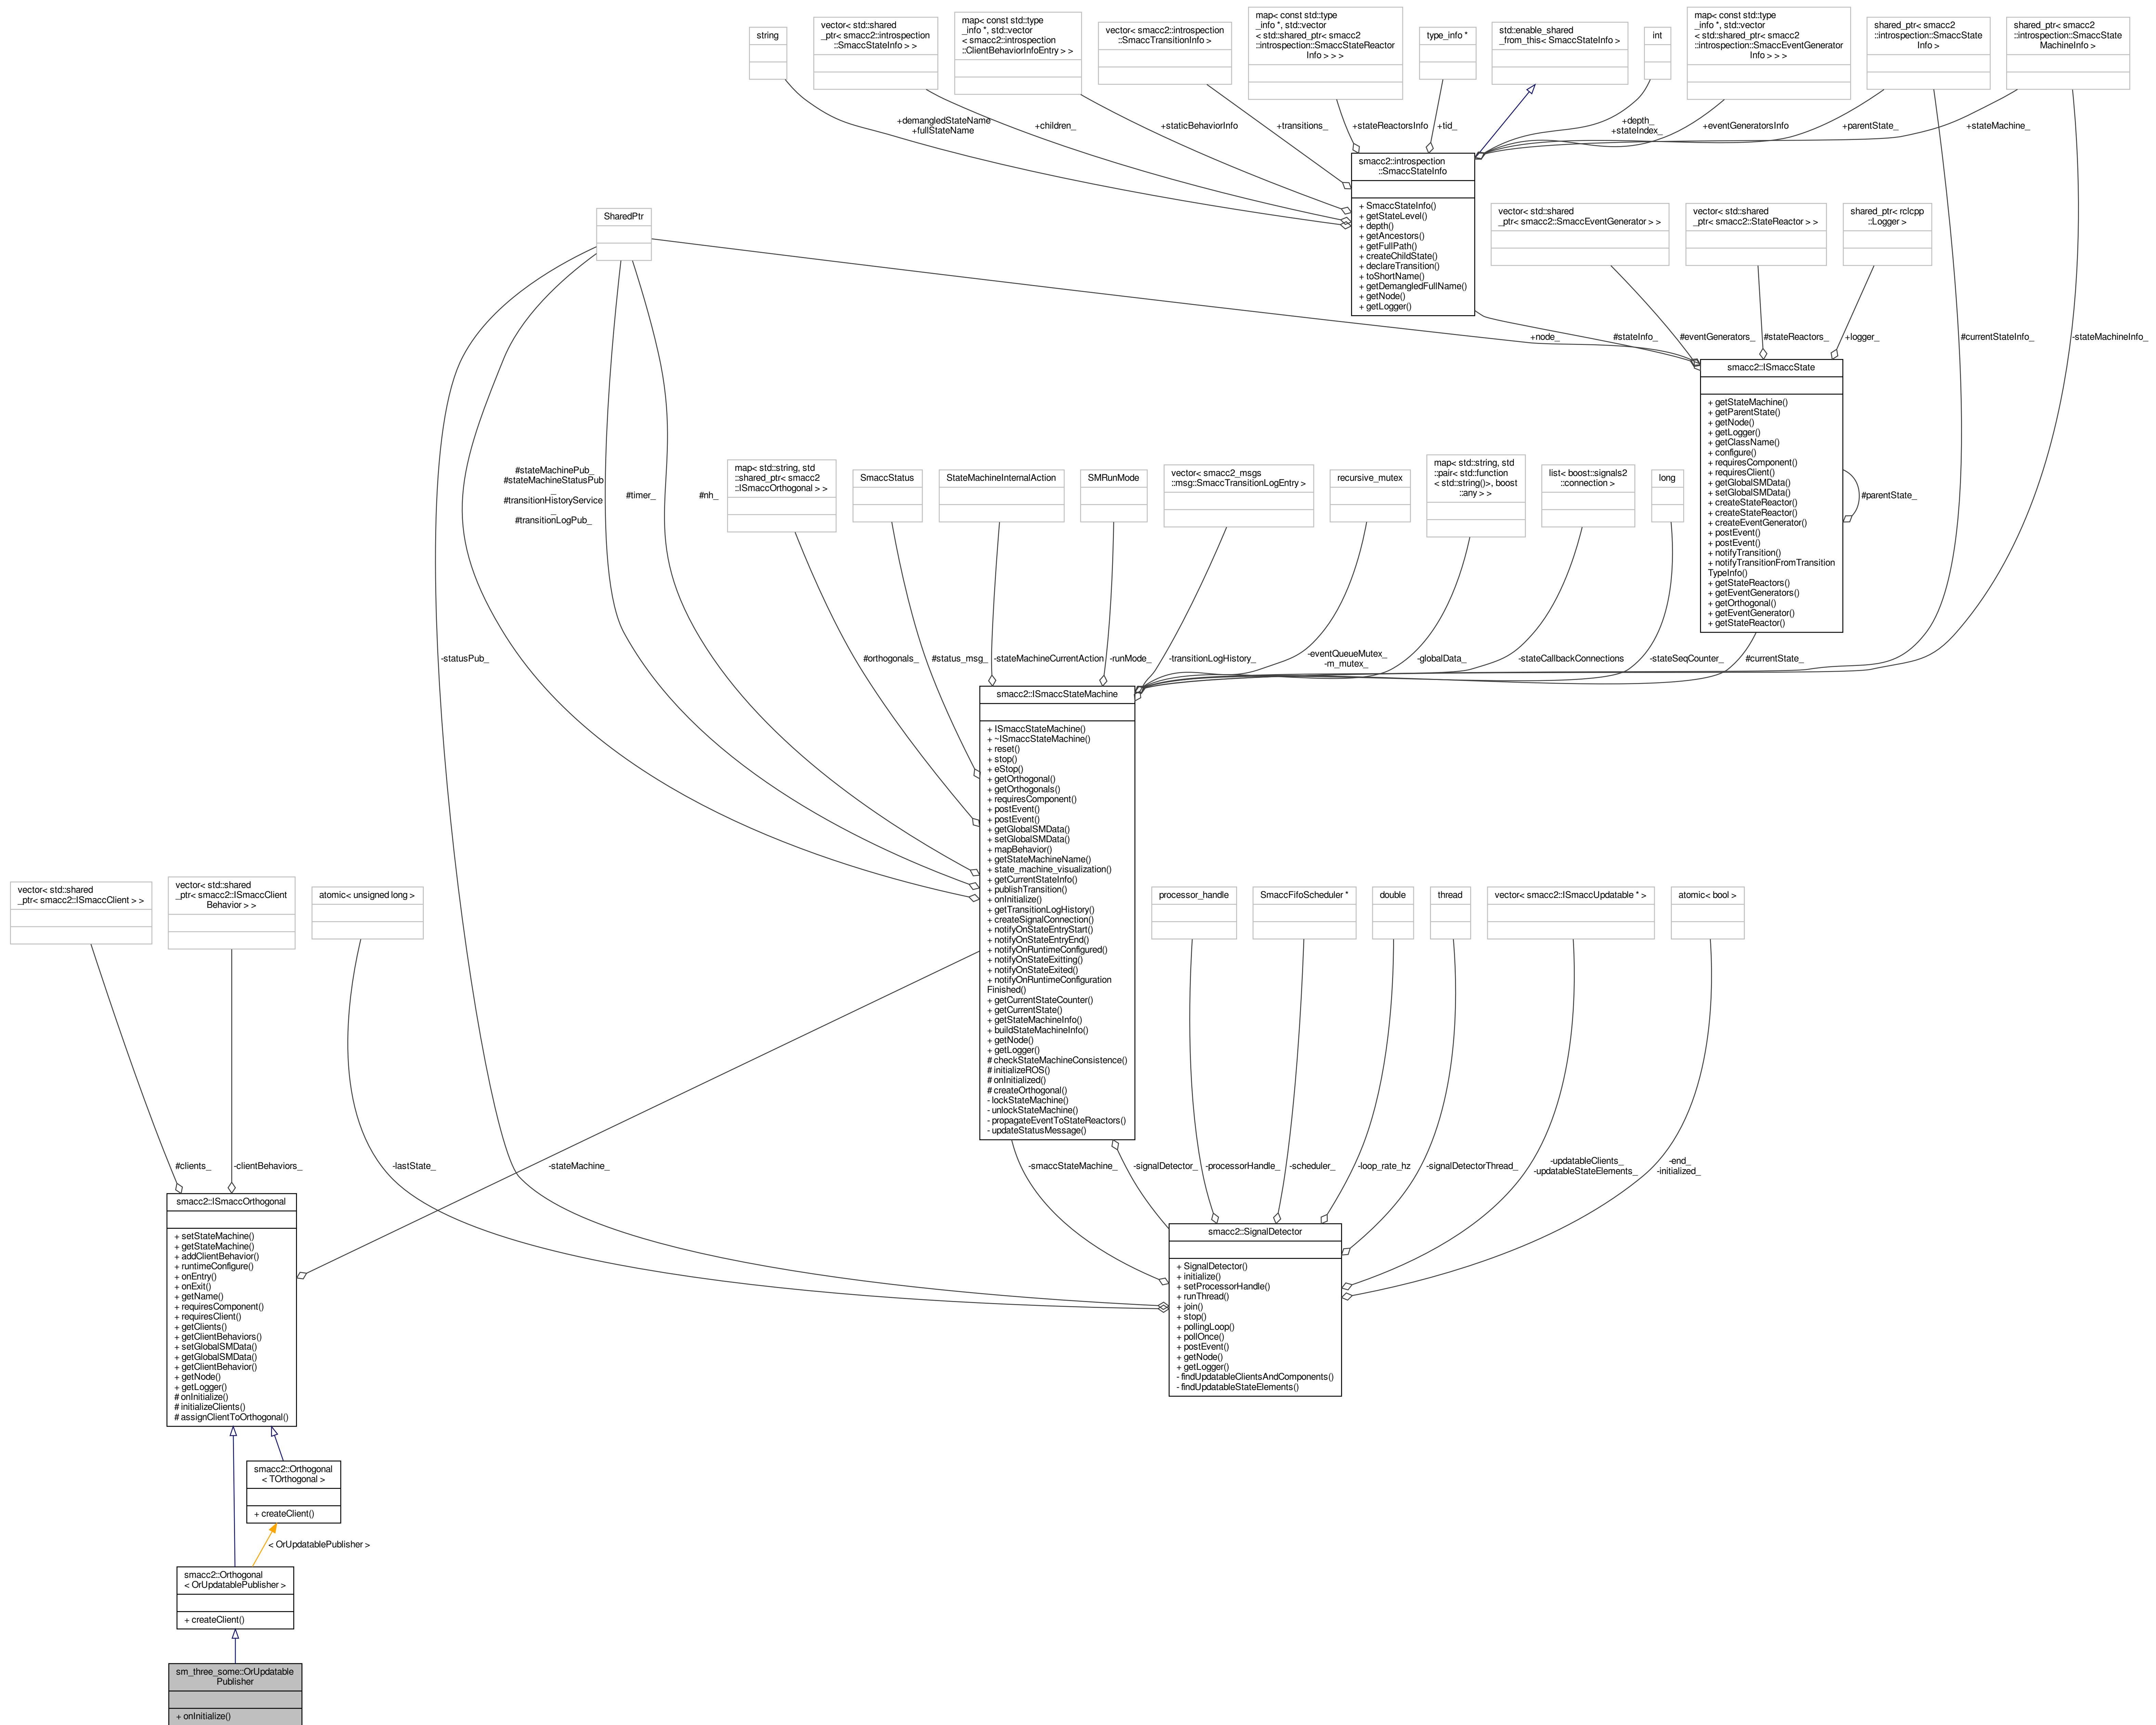 string
vector< std::shared
_ptr< smacc2::introspection
::SmaccStateInfo > >
map< const std::type
_info *, std::vector
< smacc2::introspection
::ClientBehaviorInfoEntry > >
vector< smacc2::introspection
::SmaccTransitionInfo >
map< const std::type
_info *, std::vector
< std::shared_ptr< smacc2
::introspection::SmaccStateReactor
Info > > >
type_info *
std::enable_shared
_from_this< SmaccStateInfo >
int
map< const std::type
_info *, std::vector
< std::shared_ptr< smacc2
::introspection::SmaccEventGenerator
Info > > >
shared_ptr< smacc2
::introspection::SmaccState
Info >
shared_ptr< smacc2
::introspection::SmaccState
MachineInfo >
+demangledStateName
+fullStateName
+children_
+staticBehaviorInfo
+transitions_
+stateReactorsInfo
+tid_
+depth_
+stateIndex_
+eventGeneratorsInfo
+parentState_
+stateMachine_
smacc2::introspection
::SmaccStateInfo
+ SmaccStateInfo()
+ getStateLevel()
+ depth()
+ getAncestors()
+ getFullPath()
+ createChildState()
+ declareTransition()
+ toShortName()
+ getDemangledFullName()
+ getNode()
+ getLogger()
SharedPtr
vector< std::shared
_ptr< smacc2::SmaccEventGenerator > >
vector< std::shared
_ptr< smacc2::StateReactor > >
shared_ptr< rclcpp
::Logger >
+node_
#stateInfo_
#eventGenerators_
#stateReactors_
+logger_
#currentStateInfo_
-stateMachineInfo_
smacc2::ISmaccState
+ getStateMachine()
+ getParentState()
+ getNode()
+ getLogger()
+ getClassName()
+ configure()
+ requiresComponent()
+ requiresClient()
+ getGlobalSMData()
+ setGlobalSMData()
+ createStateReactor()
+ createStateReactor()
+ createEventGenerator()
+ postEvent()
+ postEvent()
+ notifyTransition()
+ notifyTransitionFromTransition
TypeInfo()
+ getStateReactors()
+ getEventGenerators()
+ getOrthogonal()
+ getEventGenerator()
+ getStateReactor()
#parentState_
#stateMachinePub_
#stateMachineStatusPub
_
#transitionHistoryService
_
#transitionLogPub_
#timer_
#nh_
map< std::string, std
::shared_ptr< smacc2
::ISmaccOrthogonal > >
SmaccStatus
StateMachineInternalAction
SMRunMode
vector< smacc2_msgs
::msg::SmaccTransitionLogEntry >
recursive_mutex
map< std::string, std
::pair< std::function
< std::string()>, boost
::any > >
list< boost::signals2
::connection >
long
-statusPub_
#orthogonals_
#status_msg_
-stateMachineCurrentAction
-runMode_
-transitionLogHistory_
-eventQueueMutex_
-m_mutex_
-globalData_
-stateCallbackConnections
-stateSeqCounter_
#currentState_
smacc2::ISmaccStateMachine
+ ISmaccStateMachine()
+ ~ISmaccStateMachine()
+ reset()
+ stop()
+ eStop()
+ getOrthogonal()
+ getOrthogonals()
+ requiresComponent()
+ postEvent()
+ postEvent()
+ getGlobalSMData()
+ setGlobalSMData()
+ mapBehavior()
+ getStateMachineName()
+ state_machine_visualization()
+ getCurrentStateInfo()
+ publishTransition()
+ onInitialize()
+ getTransitionLogHistory()
+ createSignalConnection()
+ notifyOnStateEntryStart()
+ notifyOnStateEntryEnd()
+ notifyOnRuntimeConfigured()
+ notifyOnStateExitting()
+ notifyOnStateExited()
+ notifyOnRuntimeConfiguration
Finished()
+ getCurrentStateCounter()
+ getCurrentState()
+ getStateMachineInfo()
+ buildStateMachineInfo()
+ getNode()
+ getLogger()
# checkStateMachineConsistence()
# initializeROS()
# onInitialized()
# createOrthogonal()
- lockStateMachine()
- unlockStateMachine()
- propagateEventToStateReactors()
- updateStatusMessage()
vector< std::shared
_ptr< smacc2::ISmaccClient > >
vector< std::shared
_ptr< smacc2::ISmaccClient
Behavior > >
atomic< unsigned long >
processor_handle
SmaccFifoScheduler *
double
thread
vector< smacc2::ISmaccUpdatable * >
atomic< bool >
#clients_
-clientBehaviors_
-lastState_
-stateMachine_
-smaccStateMachine_
-signalDetector_
-processorHandle_
-scheduler_
-loop_rate_hz
-signalDetectorThread_
-updatableClients_
-updatableStateElements_
-end_
-initialized_
smacc2::ISmaccOrthogonal
+ setStateMachine()
+ getStateMachine()
+ addClientBehavior()
+ runtimeConfigure()
+ onEntry()
+ onExit()
+ getName()
+ requiresComponent()
+ requiresClient()
+ getClients()
+ getClientBehaviors()
+ setGlobalSMData()
+ getGlobalSMData()
+ getClientBehavior()
+ getNode()
+ getLogger()
# onInitialize()
# initializeClients()
# assignClientToOrthogonal()
smacc2::SignalDetector
+ SignalDetector()
+ initialize()
+ setProcessorHandle()
+ runThread()
+ join()
+ stop()
+ pollingLoop()
+ pollOnce()
+ postEvent()
+ getNode()
+ getLogger()
- findUpdatableClientsAndComponents()
- findUpdatableStateElements()
smacc2::Orthogonal
< TOrthogonal >
+ createClient()
< OrUpdatablePublisher >
smacc2::Orthogonal
< OrUpdatablePublisher >
+ createClient()
sm_three_some::OrUpdatable
Publisher
+ onInitialize()